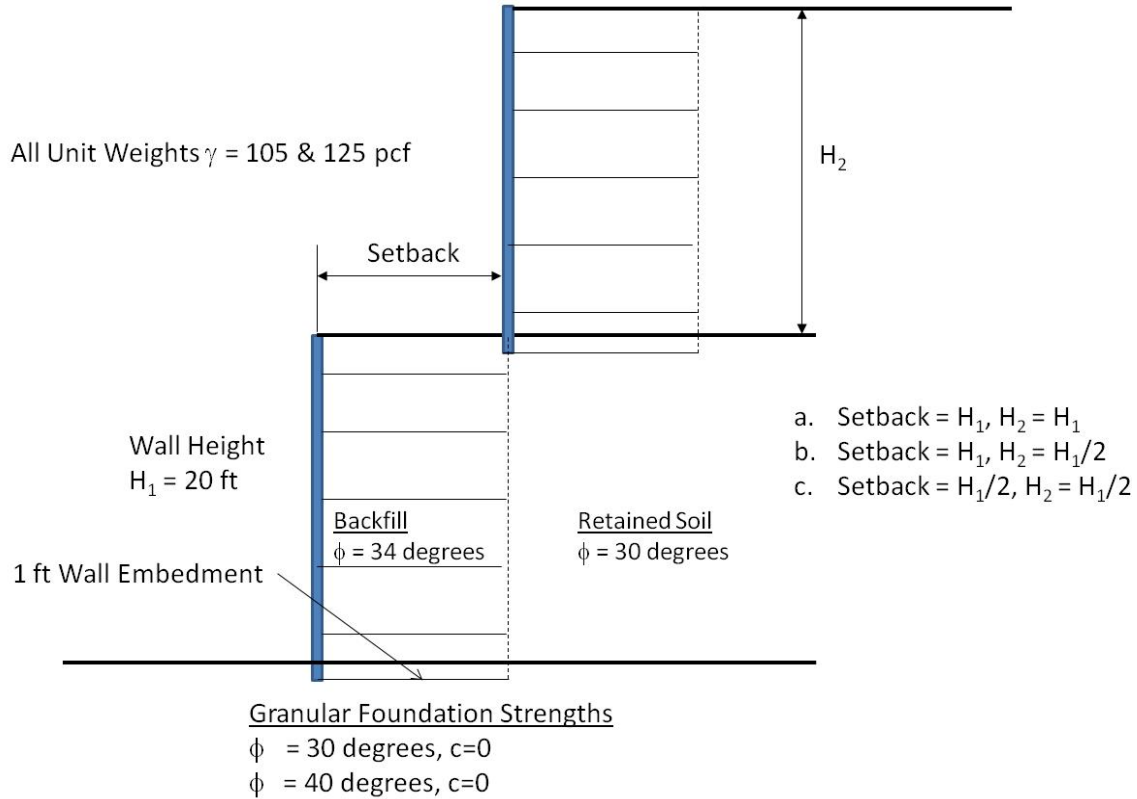 All Unit Weights γ = 105 & 125 pcf
H₂
Setback
Wall Height
H₁ = 20 ft
a. Setback = H₁, H₂ = H₁
b. Setback = H₁, H₂ = H₁/2
c. Setback = H₁/2, H₂ = H₁/2
Backfill
ϕ = 34 degrees
Retained Soil
ϕ = 30 degrees
1 ft Wall Embedment
Granular Foundation Strengths
ϕ = 30 degrees, c=0
ϕ = 40 degrees, c=0